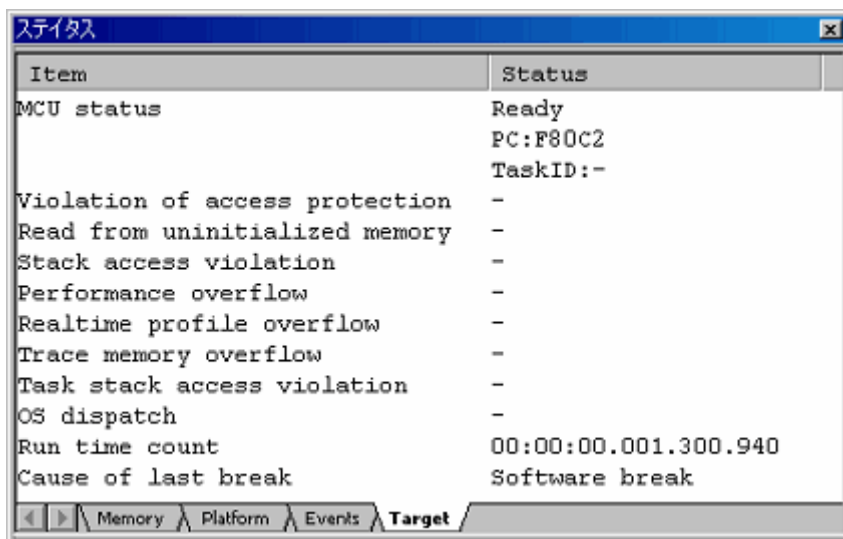 ステイタス
Item Status
MCU status Ready
PC:F80C2
TaskID:-
Violation of access protection -
Read from uninitialized memory -
Stack access violation -
Performance overflow -
Realtime profile overflow -
Trace memory overflow -
Task stack access violation -
OS dispatch -
Run time count 00:00:00.001.300.940
Cause of last break Software break
Memory Platform Events Target